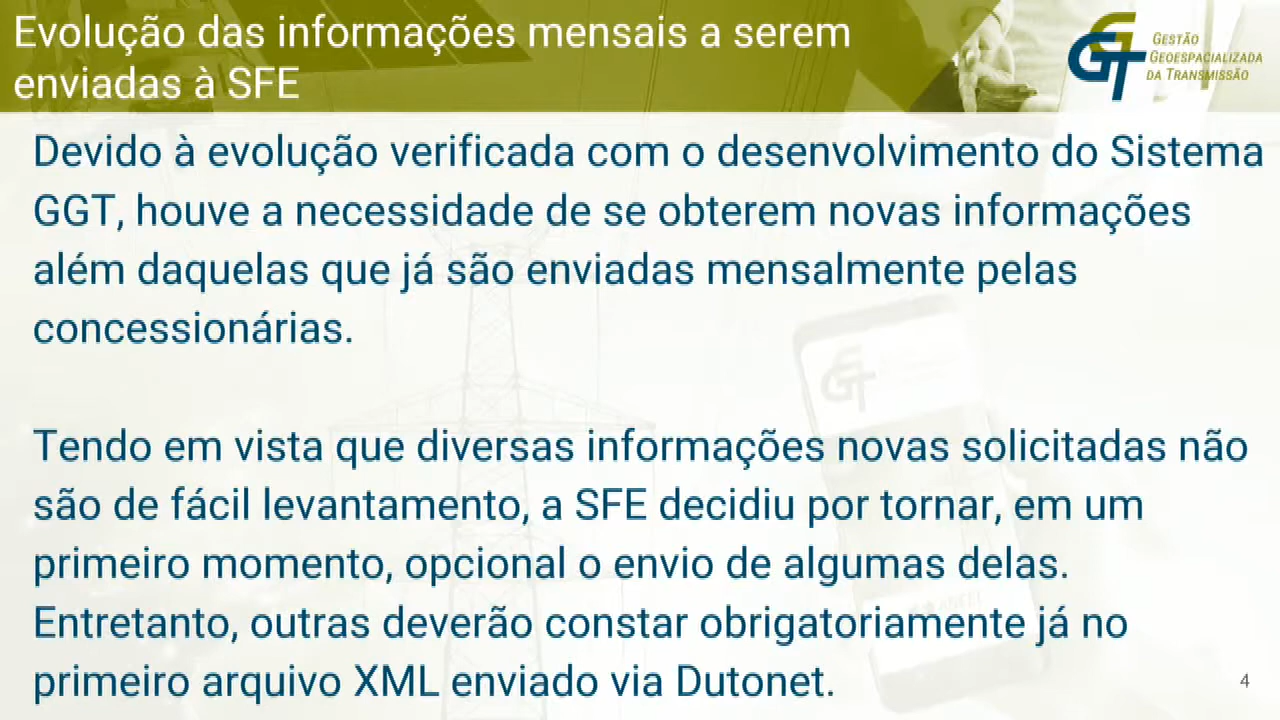 Evolução das informações mensais a serem
enviadas à SFE
GGT
GESTÃO
GEOESPACIALIZADA
DA TRANSMISSÃO
Devido à evolução verificada com o desenvolvimento do Sistema
GGT, houve a necessidade de se obterem novas informações
além daquelas que já são enviadas mensalmente pelas
concessionárias.
Tendo em vista que diversas informações novas solicitadas não
são de fácil levantamento, a SFE decidiu por tornar, em um
primeiro momento, opcional o envio de algumas delas.
Entretanto, outras deverão constar obrigatoriamente já no
primeiro arquivo XML enviado via Dutonet.
4